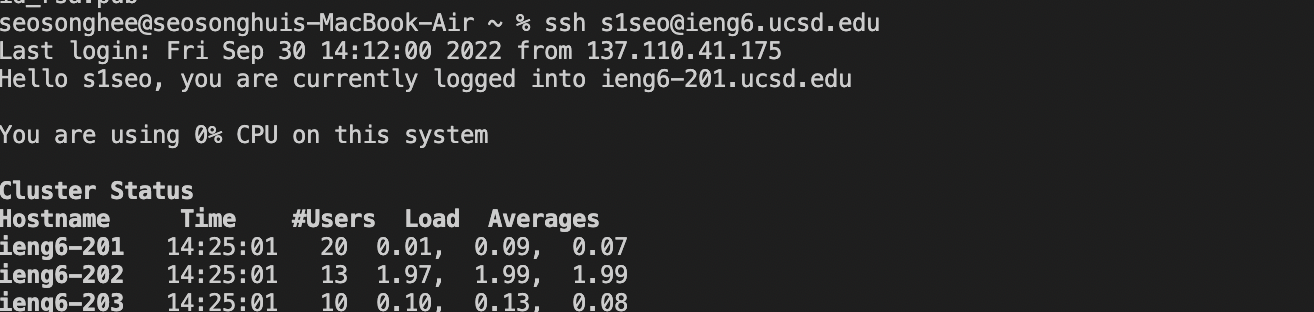 id_rsa.pub
seosonghee@seosonghuis-MacBook-Air ~ % ssh s1seo@ieng6.ucsd.edu
Last login: Fri Sep 30 14:12:00 2022 from 137.110.41.175
Hello s1seo, you are currently logged into ieng6-201.ucsd.edu
You are using 0% CPU on this system
Cluster Status
Hostname     Time    #Users  Load  Averages
ieng6-201   14:25:01   20  0.01,  0.09,  0.07
ieng6-202   14:25:01   13  1.97,  1.99,  1.99
ieng6-203   14:25:01   10  0.10,  0.13,  0.08